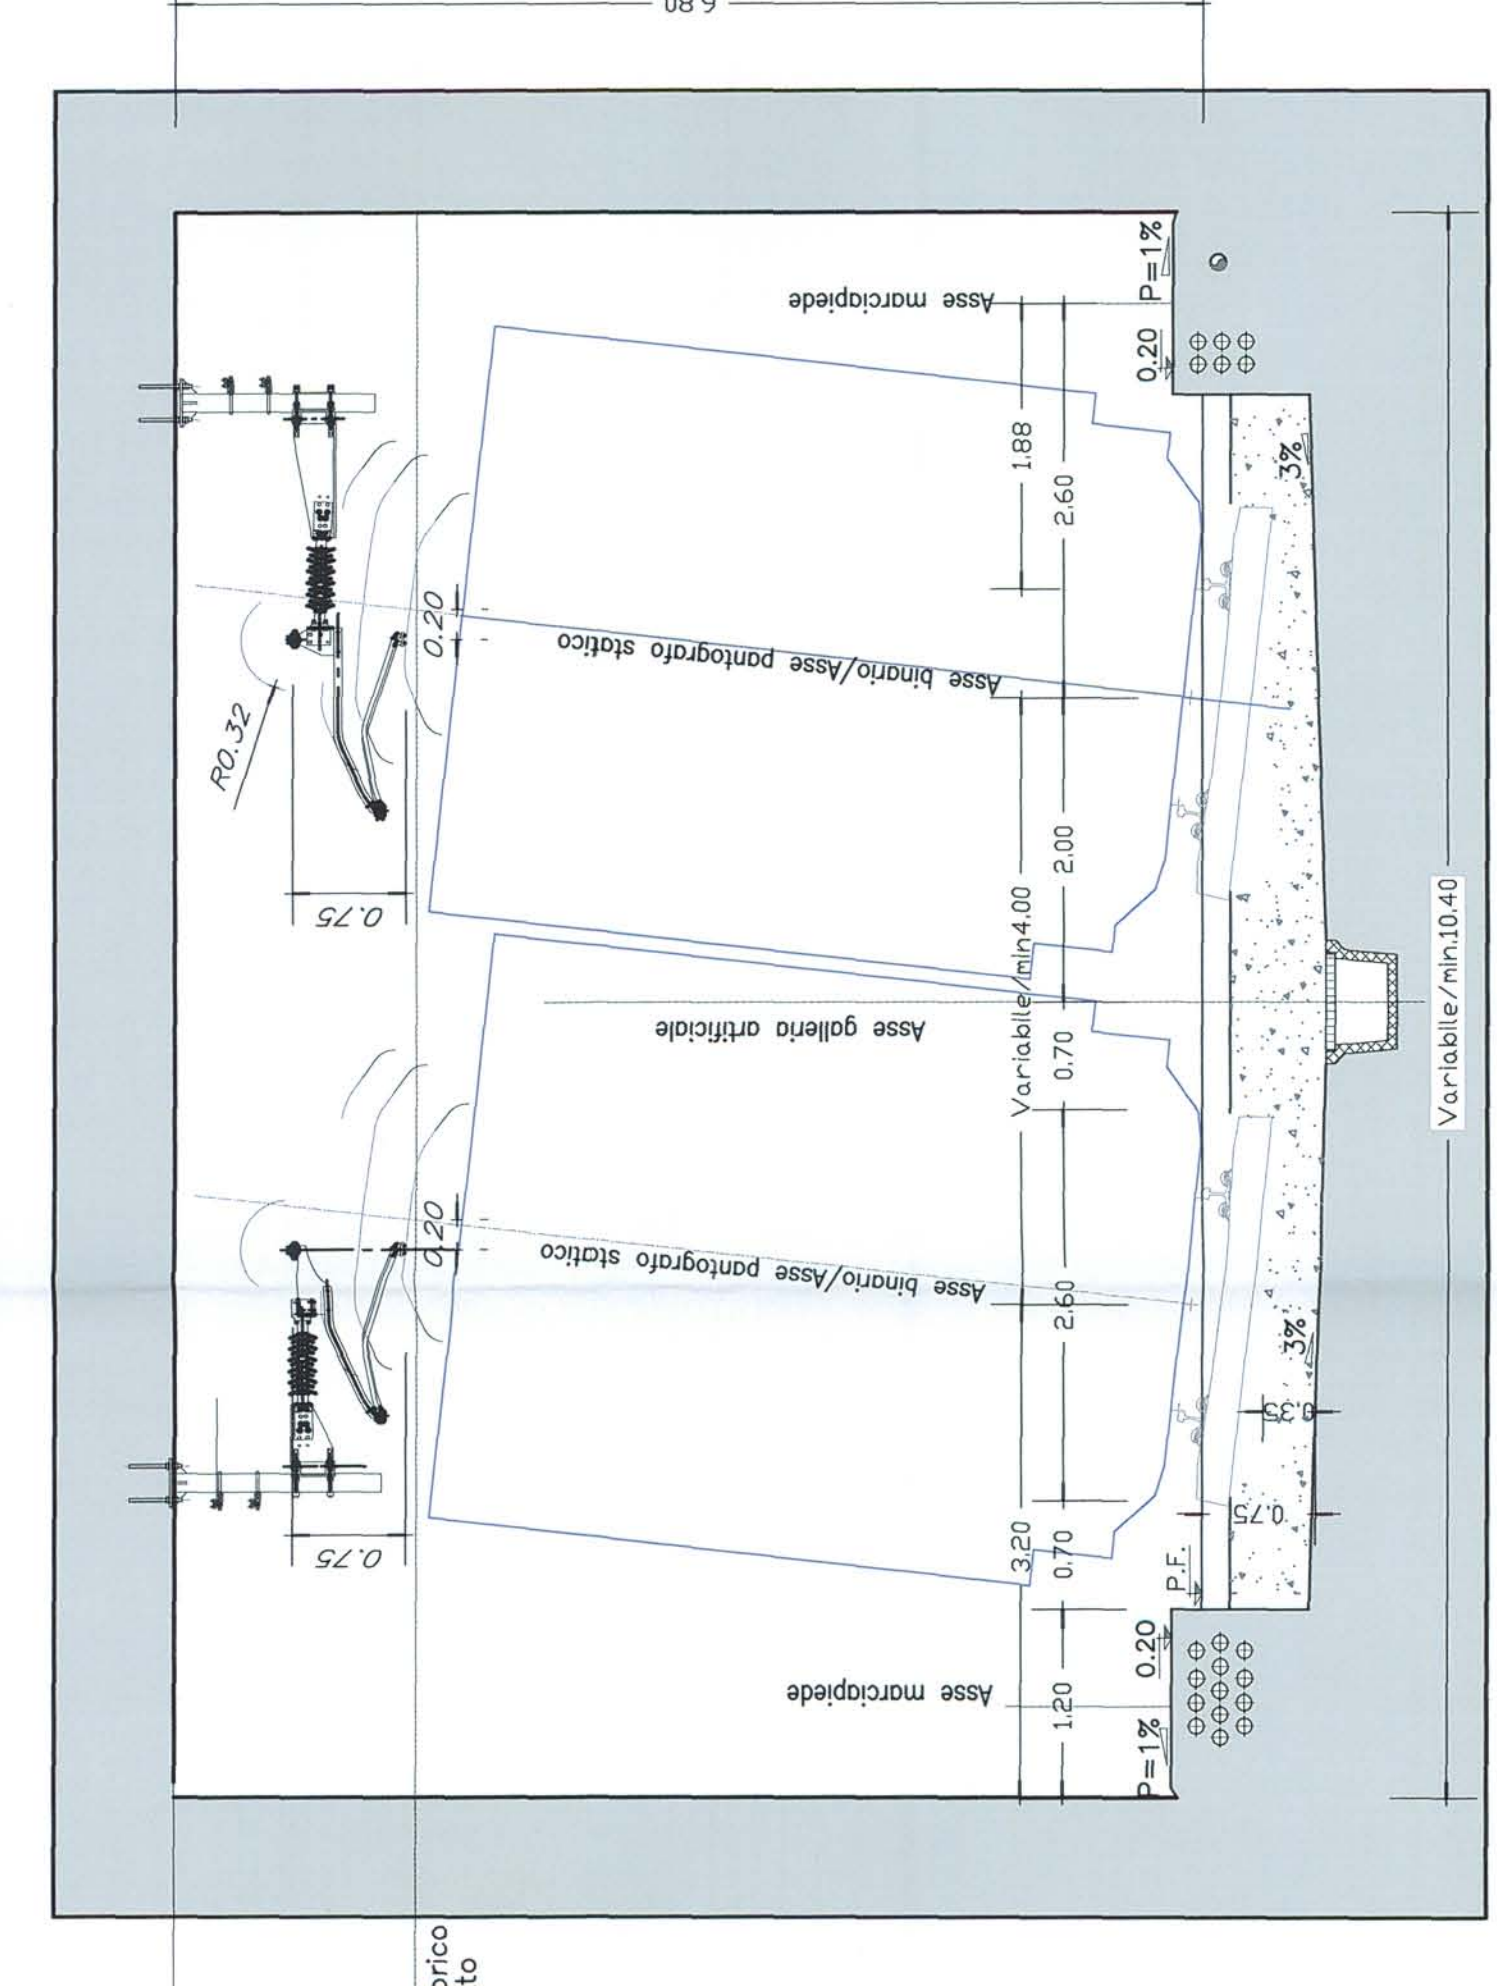 6.80
Asse marciapiede
P=1%
0.20
1.88
2.60
3%
0.20
Asse binario/Asse pantografo statico
R0.32
0.75
2.00
Variabile/min4.00
Asse galleria artificiale
0.70
Variabile/min.10.40
0.20
Asse binario/Asse pantografo statico
2.60
3%
0.35
0.75
0.75
3.20
0.70
P.F.
0.20
1.20
Asse marciapiede
P=1%
orico
to